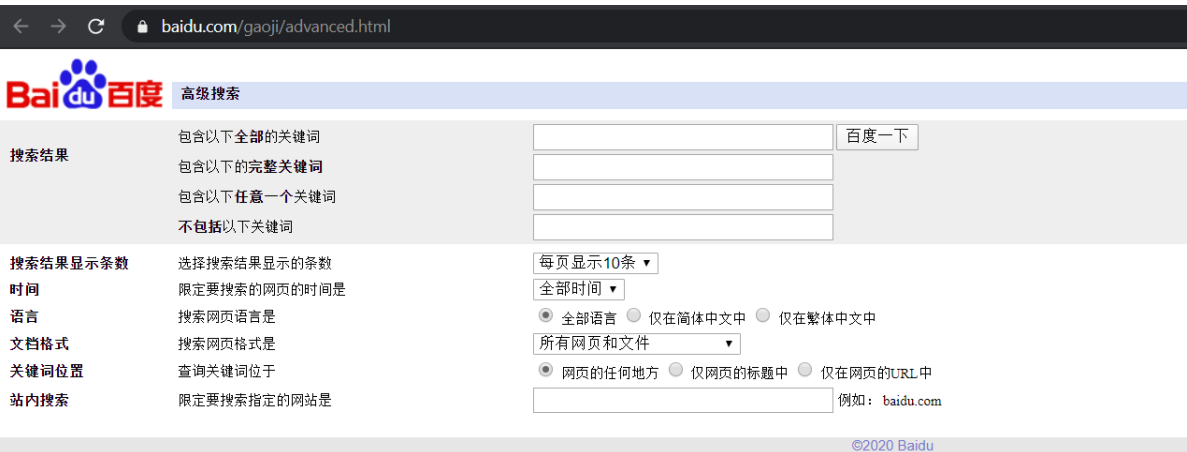 baidu.com/gaoji/advanced.html
Bai du 百度 高级搜索
搜索结果
包含以下全部的关键词 百度一下
包含以下的完整关键词
包含以下任意一个关键词
不包括以下关键词
搜索结果显示条数 选择搜索结果显示的条数 每页显示10条
时间 限定要搜索的网页的时间是 全部时间
语言 搜索网页语言是 全部语言 仅在简体中文中 仅在繁体中文中
文档格式 搜索网页格式是 所有网页和文件
关键词位置 查询关键词位于 网页的任何地方 仅网页的标题中 仅在网页的URL中
站内搜索 限定要搜索指定的网站是 例如： baidu.com
©2020 Baidu